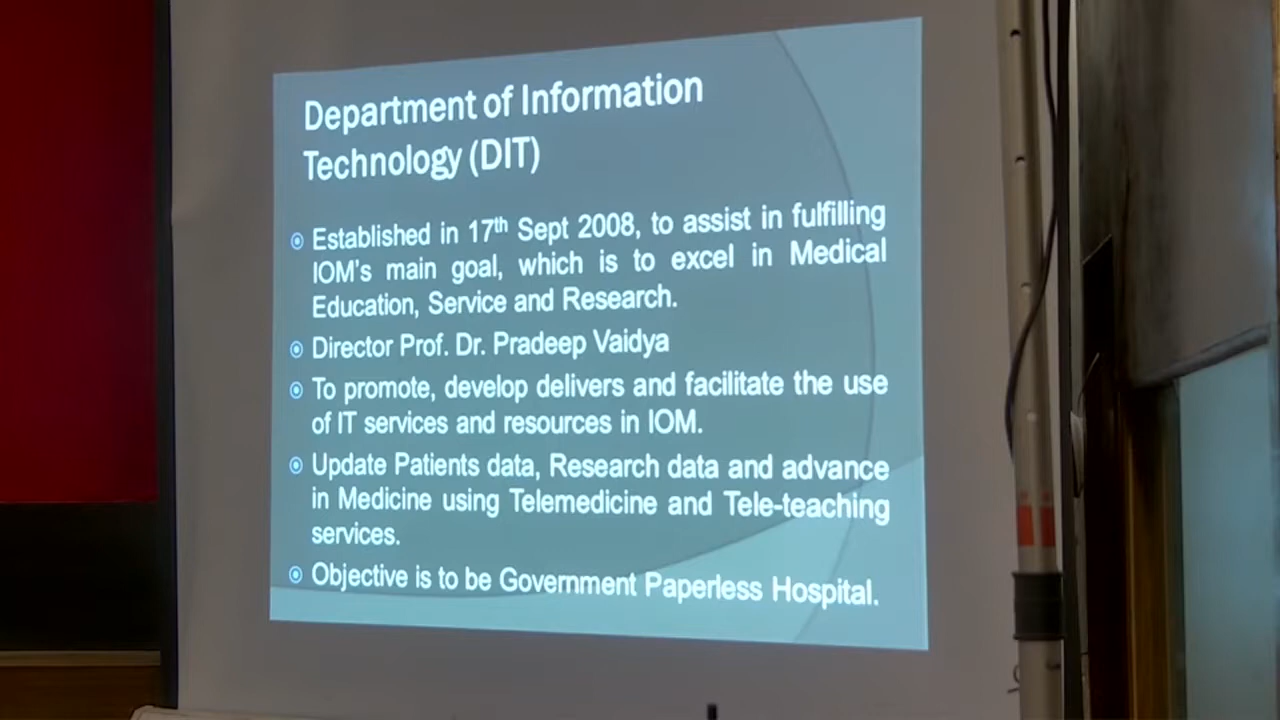 Department of Information
Technology (DIT)
Established in 17th Sept 2008, to assist in fulfilling
IOM's main goal, which is to excel in Medical
Education, Service and Research.
Director Prof. Dr. Pradeep Vaidya
To promote, develop delivers and facilitate the use
of IT services and resources in IOM.
Update Patients data, Research data and advance
in Medicine using Telemedicine and Tele-teaching
services.
Objective is to be Government Paperless Hospital.